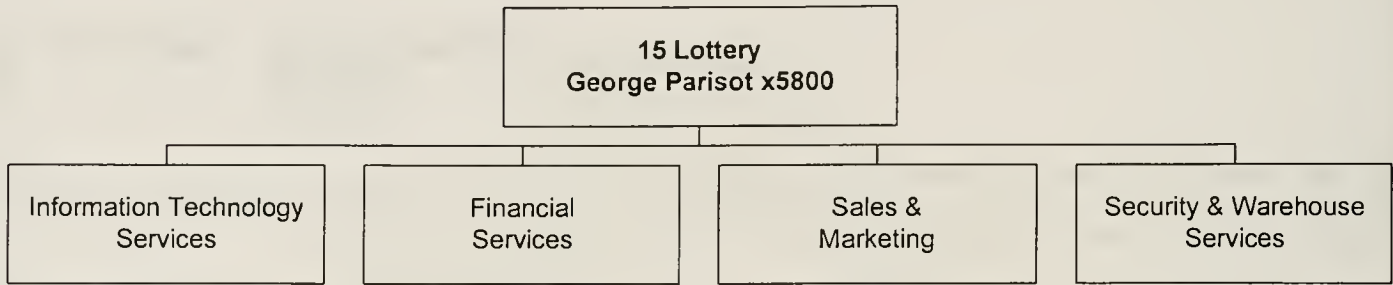 15 Lottery
George Parisot x5800
Information Technology
Services
Financial
Services
Sales &
Marketing
Security & Warehouse
Services